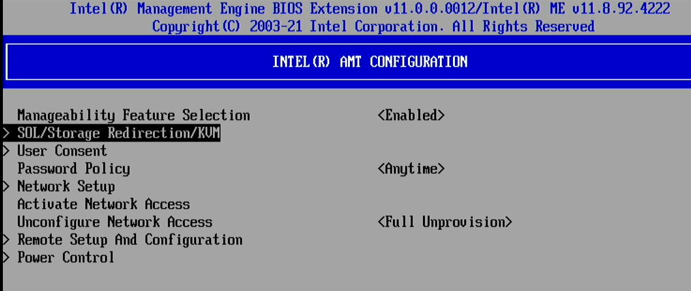 Intel(R) Management Engine BIOS Extension v11.0.0.0012/Intel(R) ME v11.8.92.4222
Copyright(C) 2003-21 Intel Corporation. All Rights Reserved
INTEL(R) AMT CONFIGURATION
Manageability Feature Selection <Enabled>
> SOL/Storage Redirection/KVM
> User Consent
Password Policy <Anytime>
> Network Setup
Activate Network Access
Unconfigure Network Access <Full Unprovision>
> Remote Setup And Configuration
> Power Control